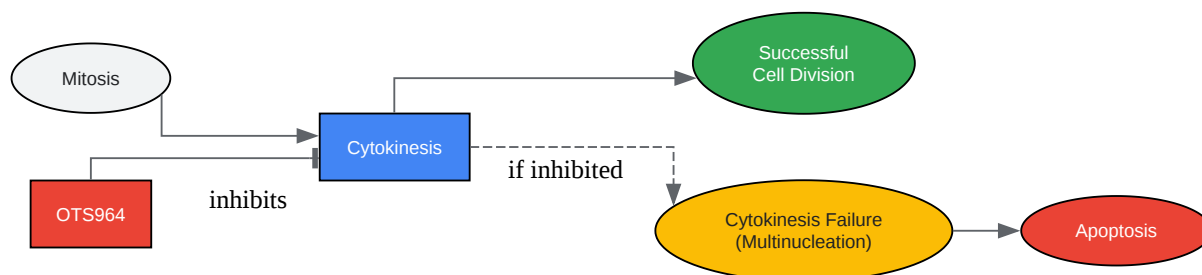 Mitosis
Successful
Cell Division
Cytokinesis
inhibits
if inhibited
OTS964
Cytokinesis Failure
(Multinucleation)
Apoptosis